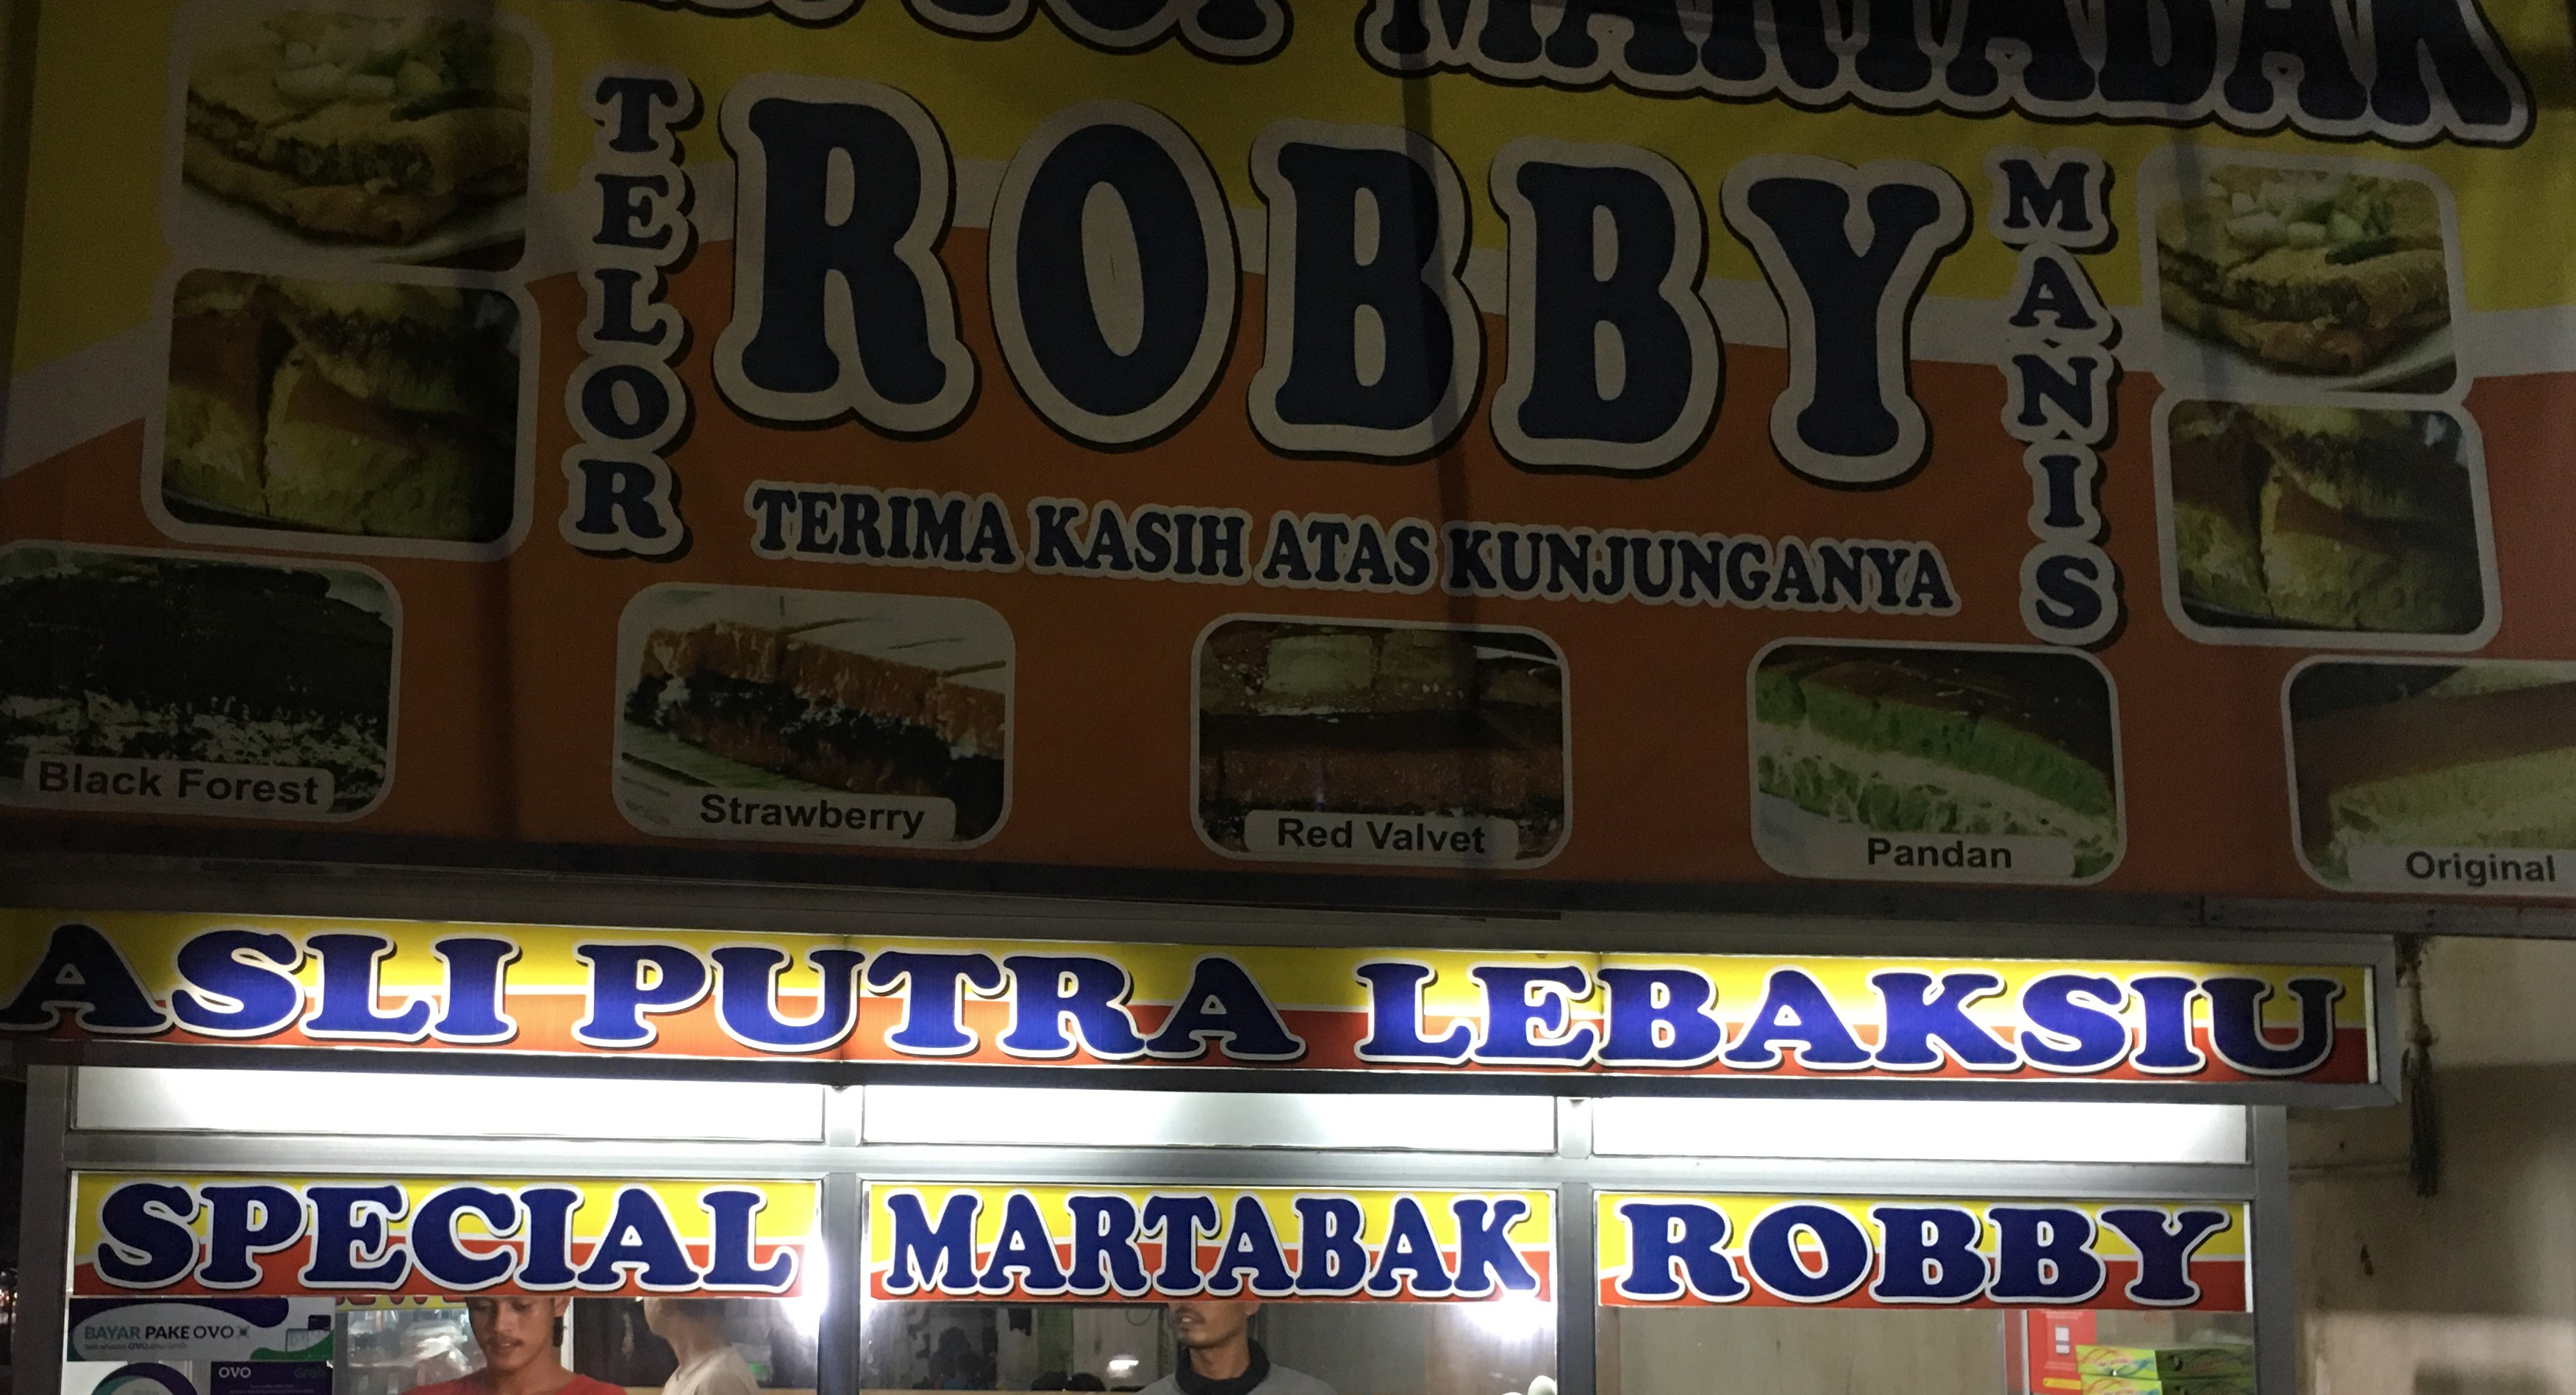 MARTABAK
TELOR
ROBBY
MANIS
TERIMA KASIH ATAS KUNJUNGANYA
Black Forest
Strawberry
Red Valvet
Pandan
Original
ASLI PUTRA LEBAKSIU
SPECIAL
MARTABAK
ROBBY
BAYAR PAKE OVO
OVO
Grab